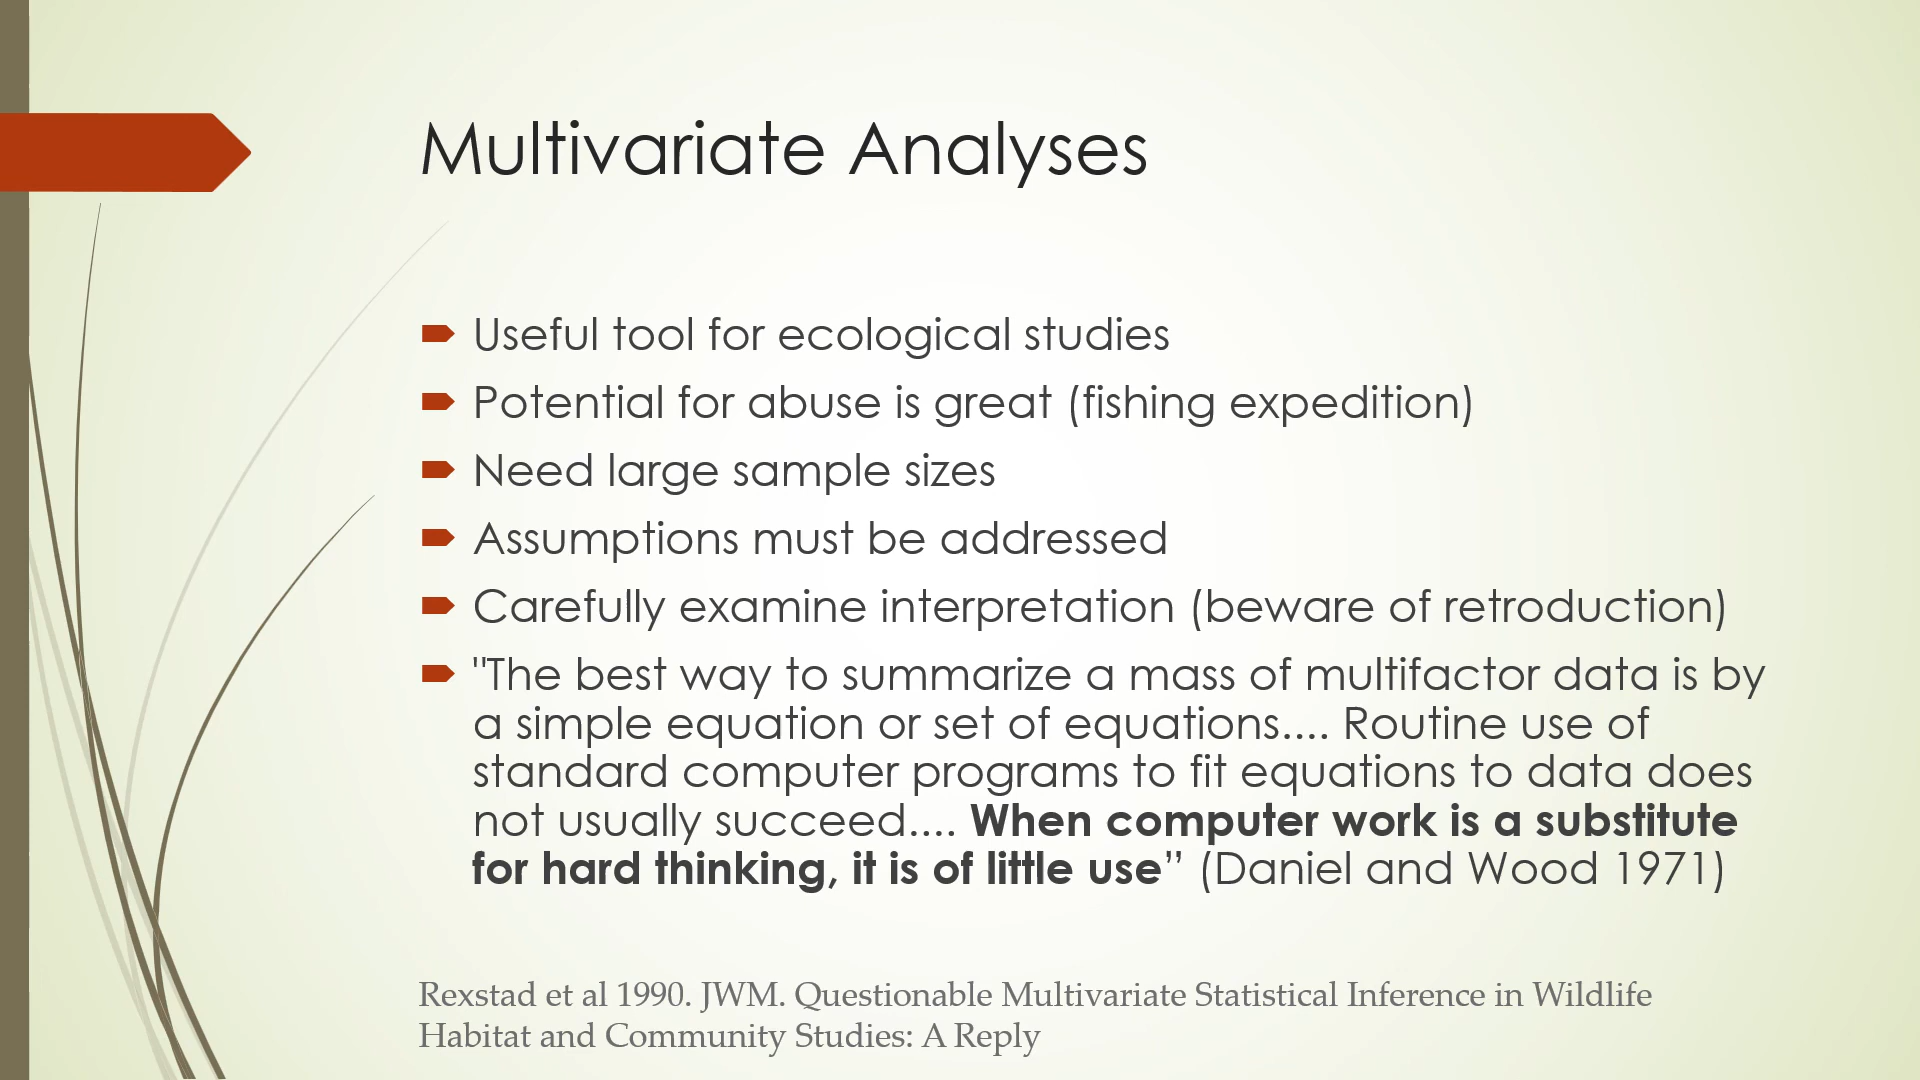 Multivariate Analyses
Useful tool for ecological studies
Potential for abuse is great (fishing expedition)
Need large sample sizes
Assumptions must be addressed
Carefully examine interpretation (beware of retroduction)
"The best way to summarize a mass of multifactor data is by
a simple equation or set of equations.... Routine use of
standard computer programs to fit equations to data does
not usually succeed.... When computer work is a substitute
for hard thinking, it is of little use” (Daniel and Wood 1971)
Rexstad et al 1990. JWM. Questionable Multivariate Statistical Inference in Wildlife
Habitat and Community Studies: A Reply